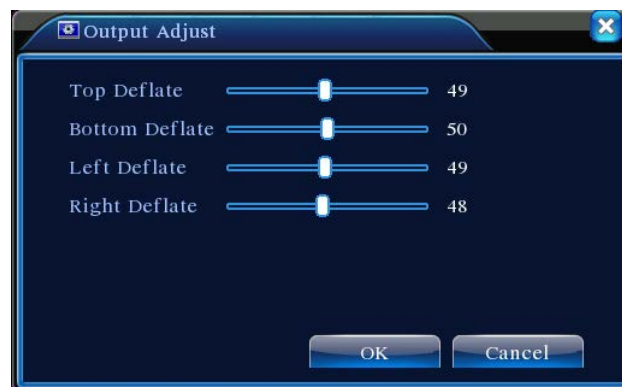 Output Adjust
Top Deflate 49
Bottom Deflate 50
Left Deflate 49
Right Deflate 48
OK Cancel